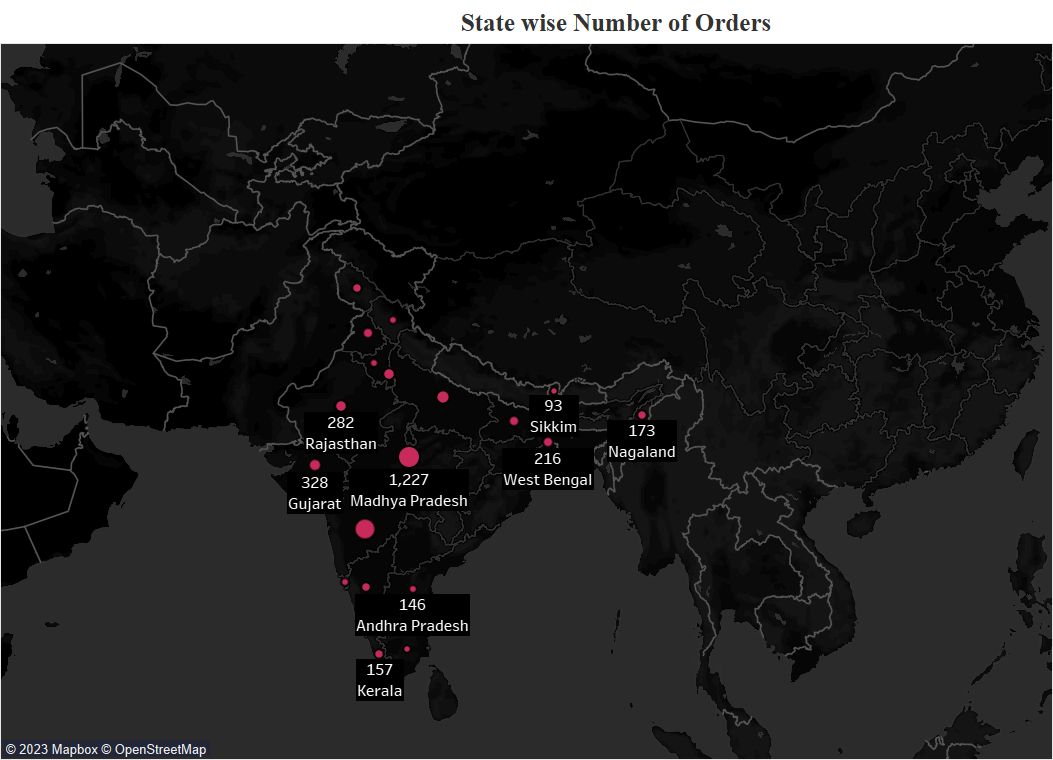 State wise Number of Orders
93
Sikkim
282
Rajasthan
173
Nagaland
216
West Bengal
328
Gujarat
1,227
Madhya Pradesh
146
Andhra Pradesh
157
Kerala
© 2023 Mapbox © OpenStreetMap